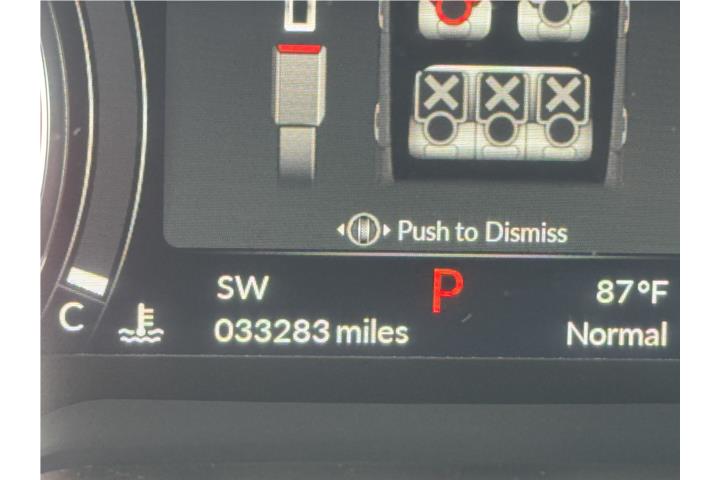 Push to Dismiss
SW
P
87°F
C
033283 miles
Normal